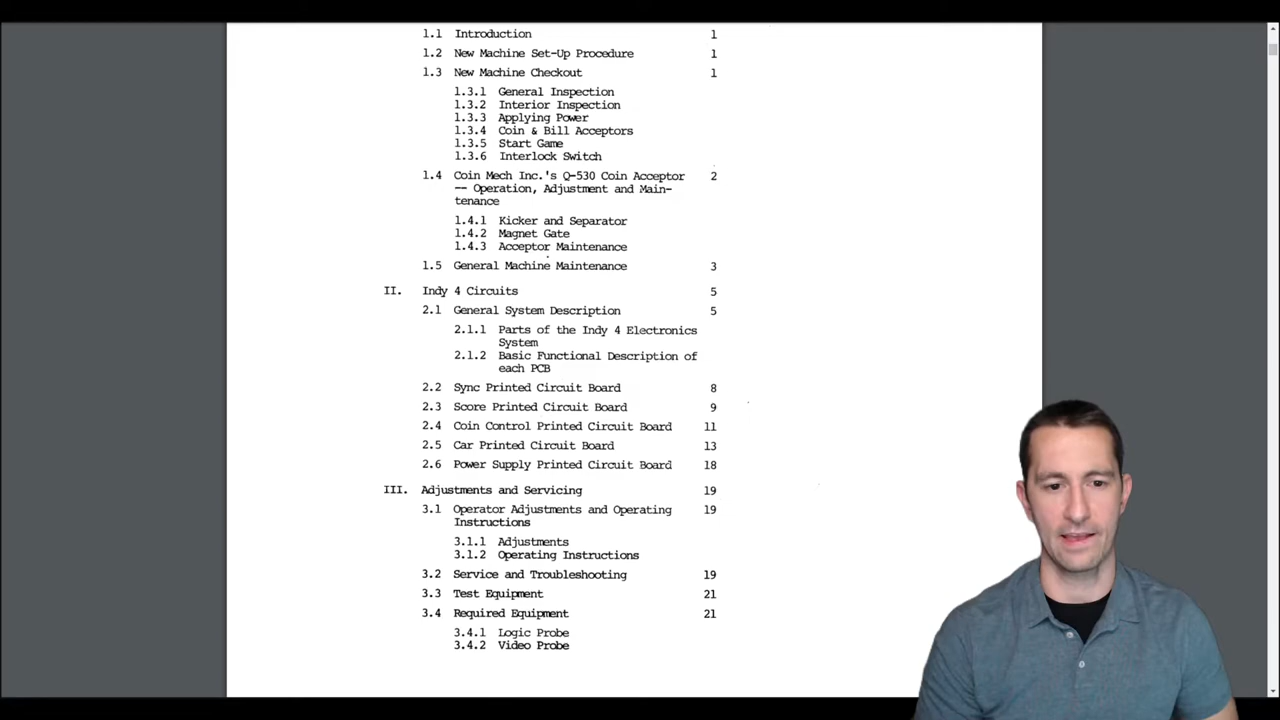 1.1 Introduction 1
1.2 New Machine Set-Up Procedure 1
1.3 New Machine Checkout 1
1.3.1 General Inspection
1.3.2 Interior Inspection
1.3.3 Applying Power
1.3.4 Coin & Bill Acceptors
1.3.5 Start Game
1.3.6 Interlock Switch
1.4 Coin Mech Inc.'s Q-530 Coin Acceptor 2
-- Operation, Adjustment and Main-
tenance
1.4.1 Kicker and Separator
1.4.2 Magnet Gate
1.4.3 Acceptor Maintenance
1.5 General Machine Maintenance 3
II. Indy 4 Circuits 5
2.1 General System Description 5
2.1.1 Parts of the Indy 4 Electronics
System
2.1.2 Basic Functional Description of
each PCB
2.2 Sync Printed Circuit Board 8
2.3 Score Printed Circuit Board 9
2.4 Coin Control Printed Circuit Board 11
2.5 Car Printed Circuit Board 13
2.6 Power Supply Printed Circuit Board 18
III. Adjustments and Servicing 19
3.1 Operator Adjustments and Operating 19
Instructions
3.1.1 Adjustments
3.1.2 Operating Instructions
3.2 Service and Troubleshooting 19
3.3 Test Equipment 21
3.4 Required Equipment 21
3.4.1 Logic Probe
3.4.2 Video Probe